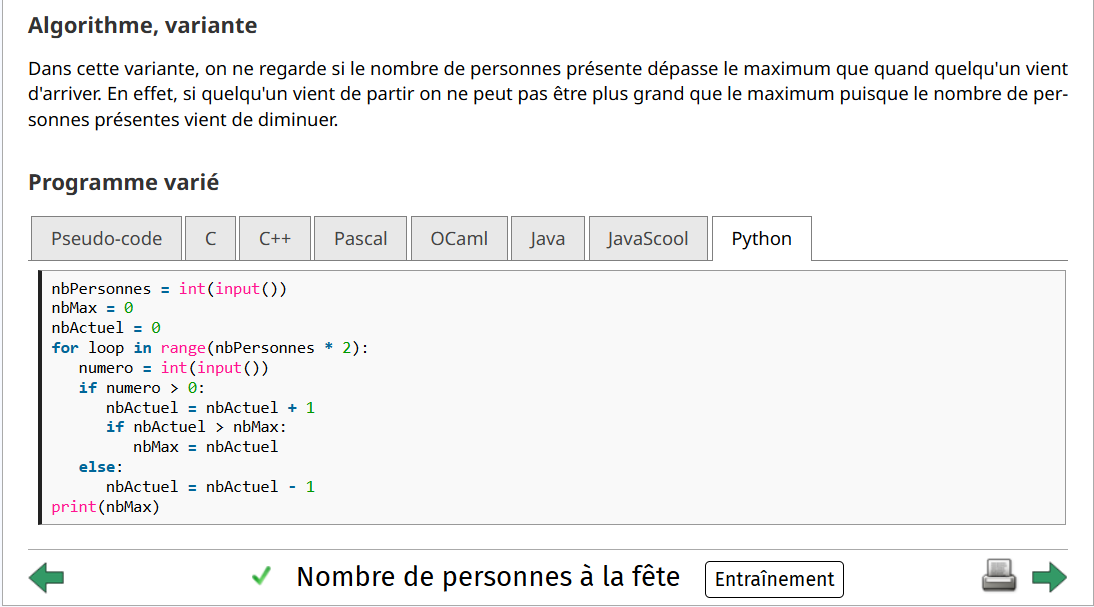 Algorithme, variante
Dans cette variante, on ne regarde si le nombre de personnes présente dépasse le maximum que quand quelqu'un vient
d'arriver. En effet, si quelqu'un vient de partir on ne peut pas être plus grand que le maximum puisque le nombre de per-
sonnes présentes vient de diminuer.
Programme varié
Pseudo-code C C++ Pascal OCaml Java JavaScool Python
nbPersonnes = int(input())
nbMax = 0
nbActuel = 0
for loop in range(nbPersonnes * 2):
   numero = int(input())
   if numero > 0:
      nbActuel = nbActuel + 1
      if nbActuel > nbMax:
         nbMax = nbActuel
   else:
      nbActuel = nbActuel - 1
print(nbMax)
Nombre de personnes à la fête Entraînement